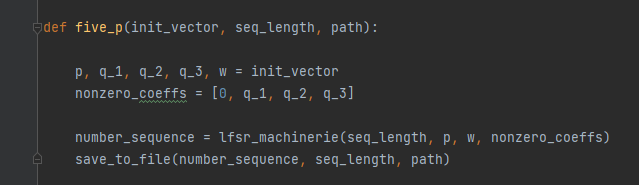 def five_p(init_vector, seq_length, path):
p, q_1, q_2, q_3, w = init_vector
nonzero_coeffs = [0, q_1, q_2, q_3]
number_sequence = lfsr_machinerie(seq_length, p, w, nonzero_coeffs)
save_to_file(number_sequence, seq_length, path)